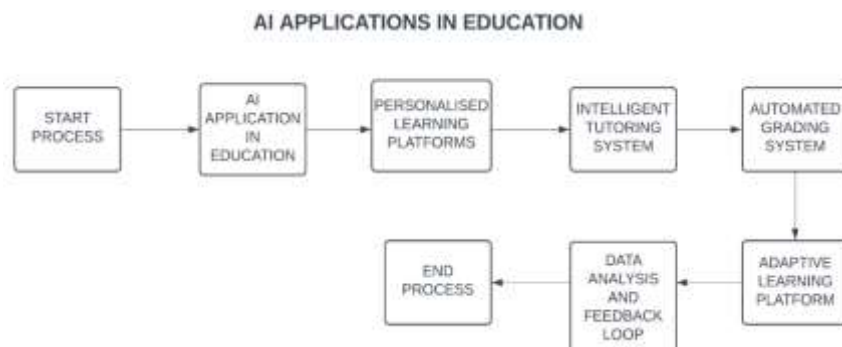 AI APPLICATIONS IN EDUCATION
START
PROCESS
AI
APPLICATION
IN
EDUCATION
PERSONALISED
LEARNING
PLATFORMS
INTELLIGENT
TUTORING
SYSTEM
AUTOMATED
GRADING
SYSTEM
ADAPTIVE
LEARNING
PLATFORM
DATA
ANALYSIS
AND
FEEDBACK
LOOP
END
PROCESS